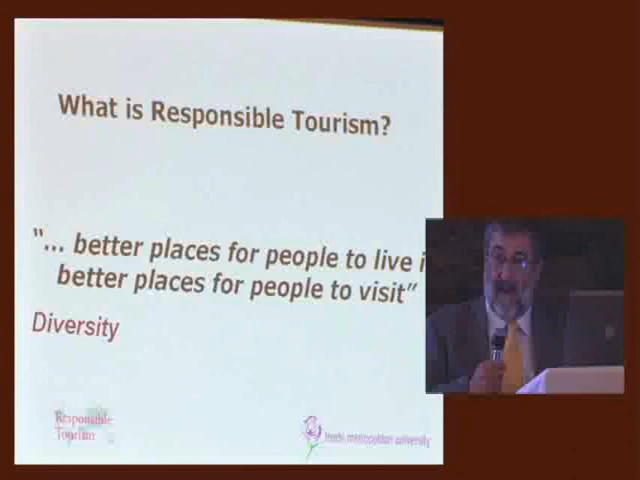 What is Responsible Tourism?
“... better places for people to live i
better places for people to visit”
Diversity
Responsible
Tourism
leeds metropolitan university